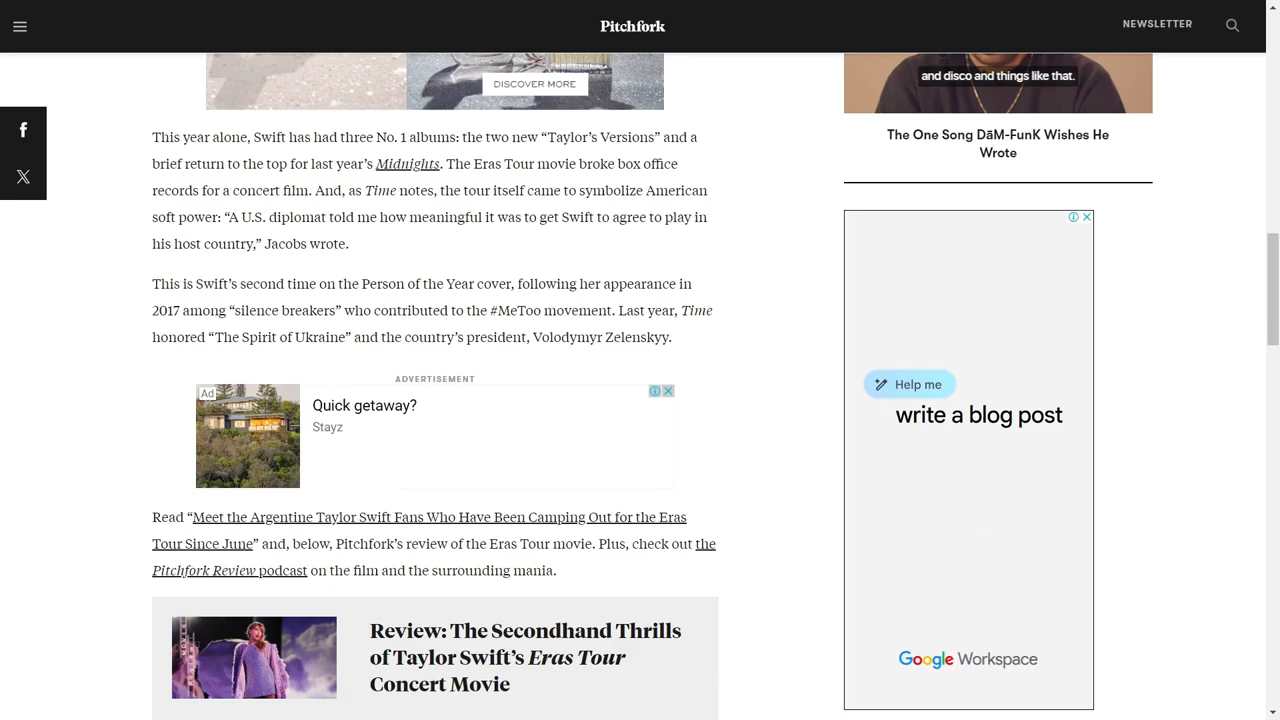 Pitchfork
NEWSLETTER
DISCOVER MORE
This year alone, Swift has had three No. 1 albums: the two new “Taylor’s Versions” and a
brief return to the top for last year’s Midnights. The Eras Tour movie broke box office
records for a concert film. And, as Time notes, the tour itself came to symbolize American
soft power: “A U.S. diplomat told me how meaningful it was to get Swift to agree to play in
his host country,” Jacobs wrote.
This is Swift’s second time on the Person of the Year cover, following her appearance in
2017 among “silence breakers” who contributed to the #MeToo movement. Last year, Time
honored “The Spirit of Ukraine” and the country’s president, Volodymyr Zelenskyy.
ADVERTISEMENT
Ad
Quick getaway?
Stayz
Read “Meet the Argentine Taylor Swift Fans Who Have Been Camping Out for the Eras
Tour Since June” and, below, Pitchfork’s review of the Eras Tour movie. Plus, check out the
Pitchfork Review podcast on the film and the surrounding mania.
Review: The Secondhand Thrills
of Taylor Swift’s Eras Tour
Concert Movie
and disco and things like that.
The One Song DāM-FunK Wishes He
Wrote
Help me
write a blog post
Google Workspace